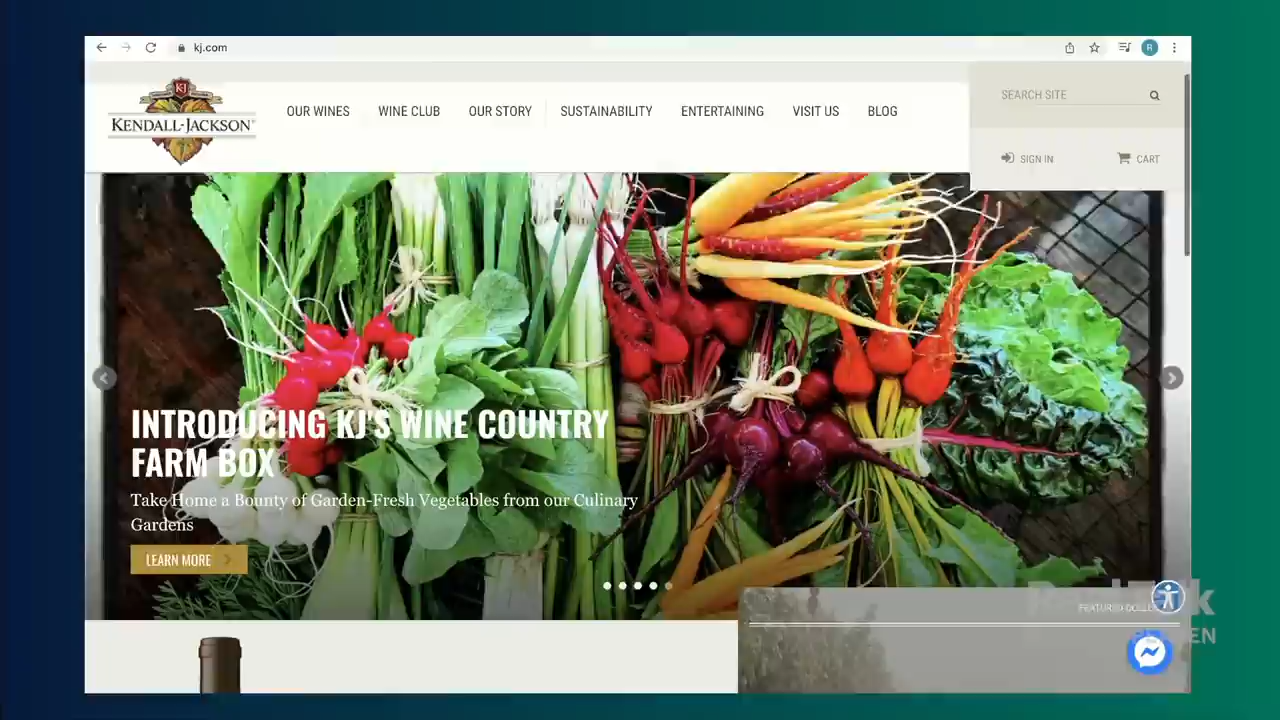 kj.com
R
KJ
KENDALL-JACKSON
OUR WINES WINE CLUB OUR STORY SUSTAINABILITY ENTERTAINING VISIT US BLOG
SEARCH SITE
SIGN IN CART
INTRODUCING KJ'S WINE COUNTRY
FARM BOX
Take Home a Bounty of Garden-Fresh Vegetables from our Culinary
Gardens
LEARN MORE
FEATURED